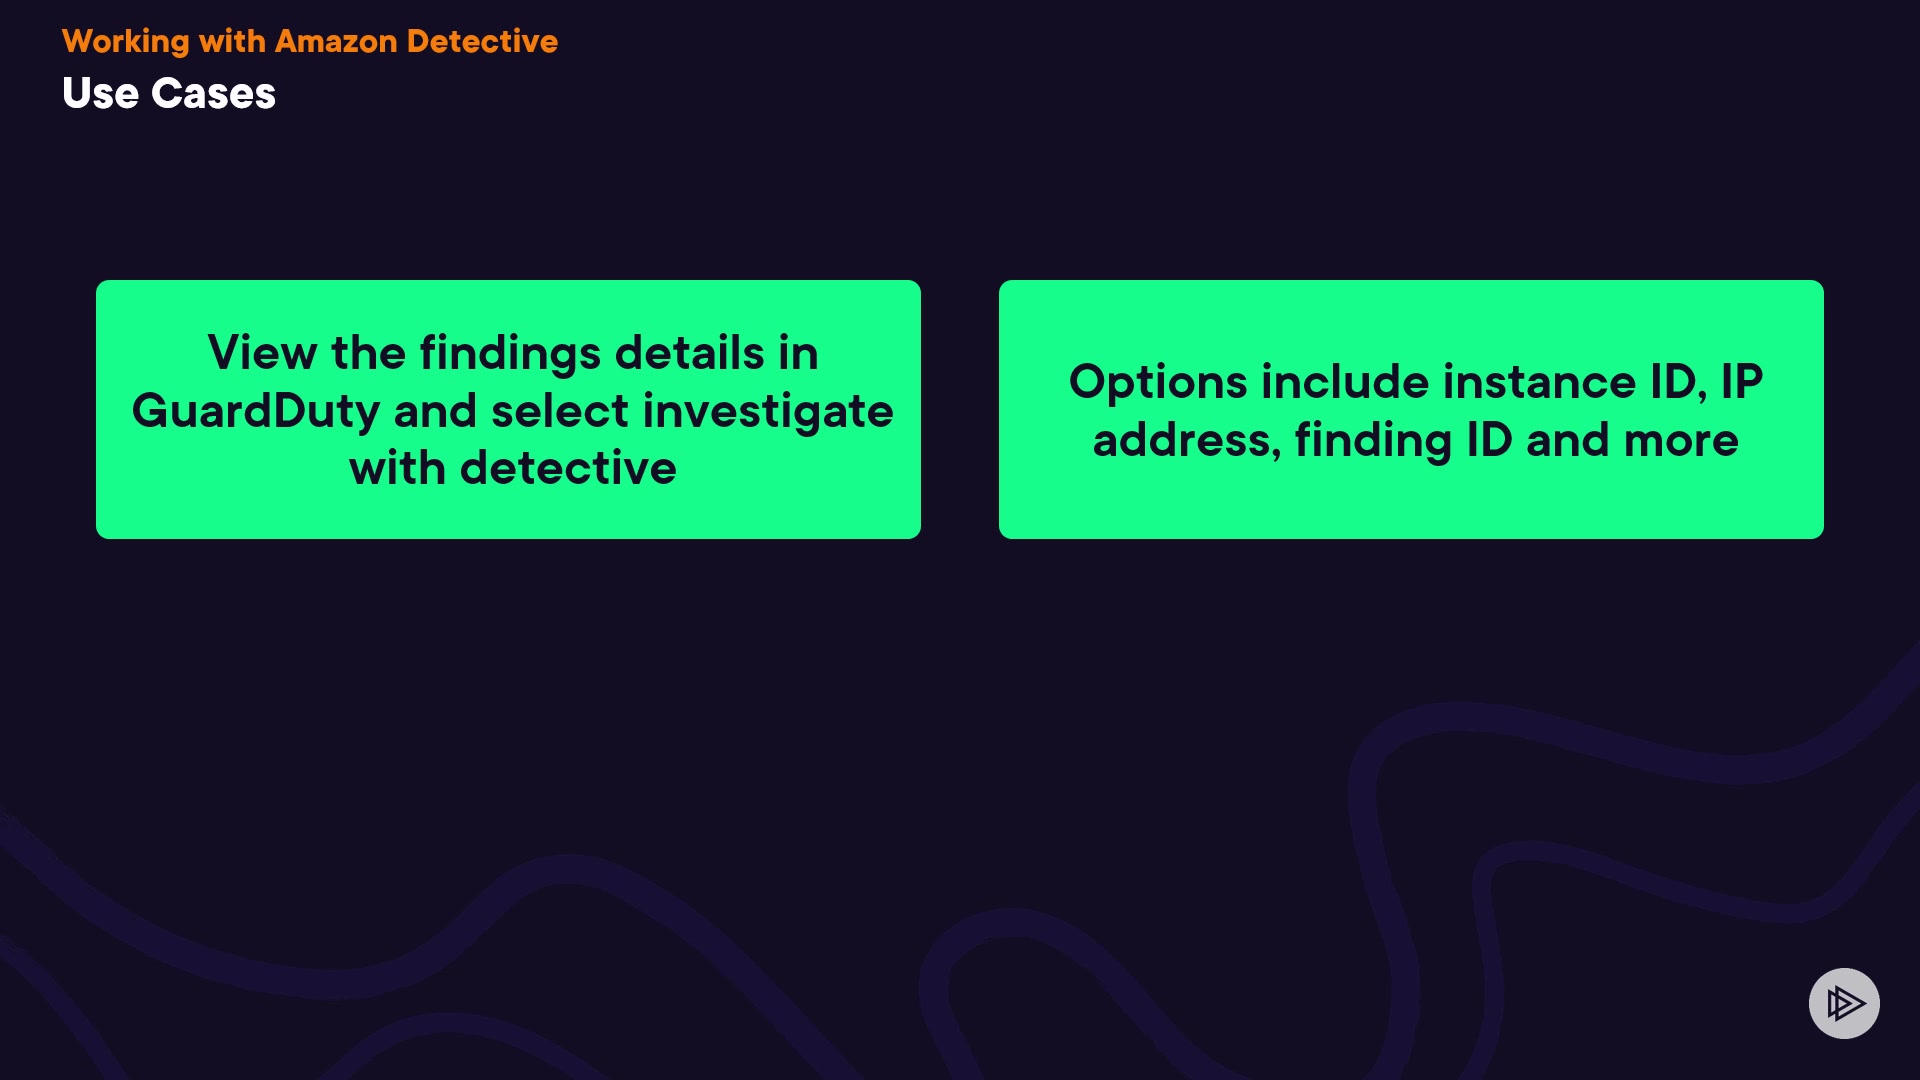 Working with Amazon Detective
Use Cases
View the findings details in
GuardDuty and select investigate
with detective
Options include instance ID, IP
address, finding ID and more